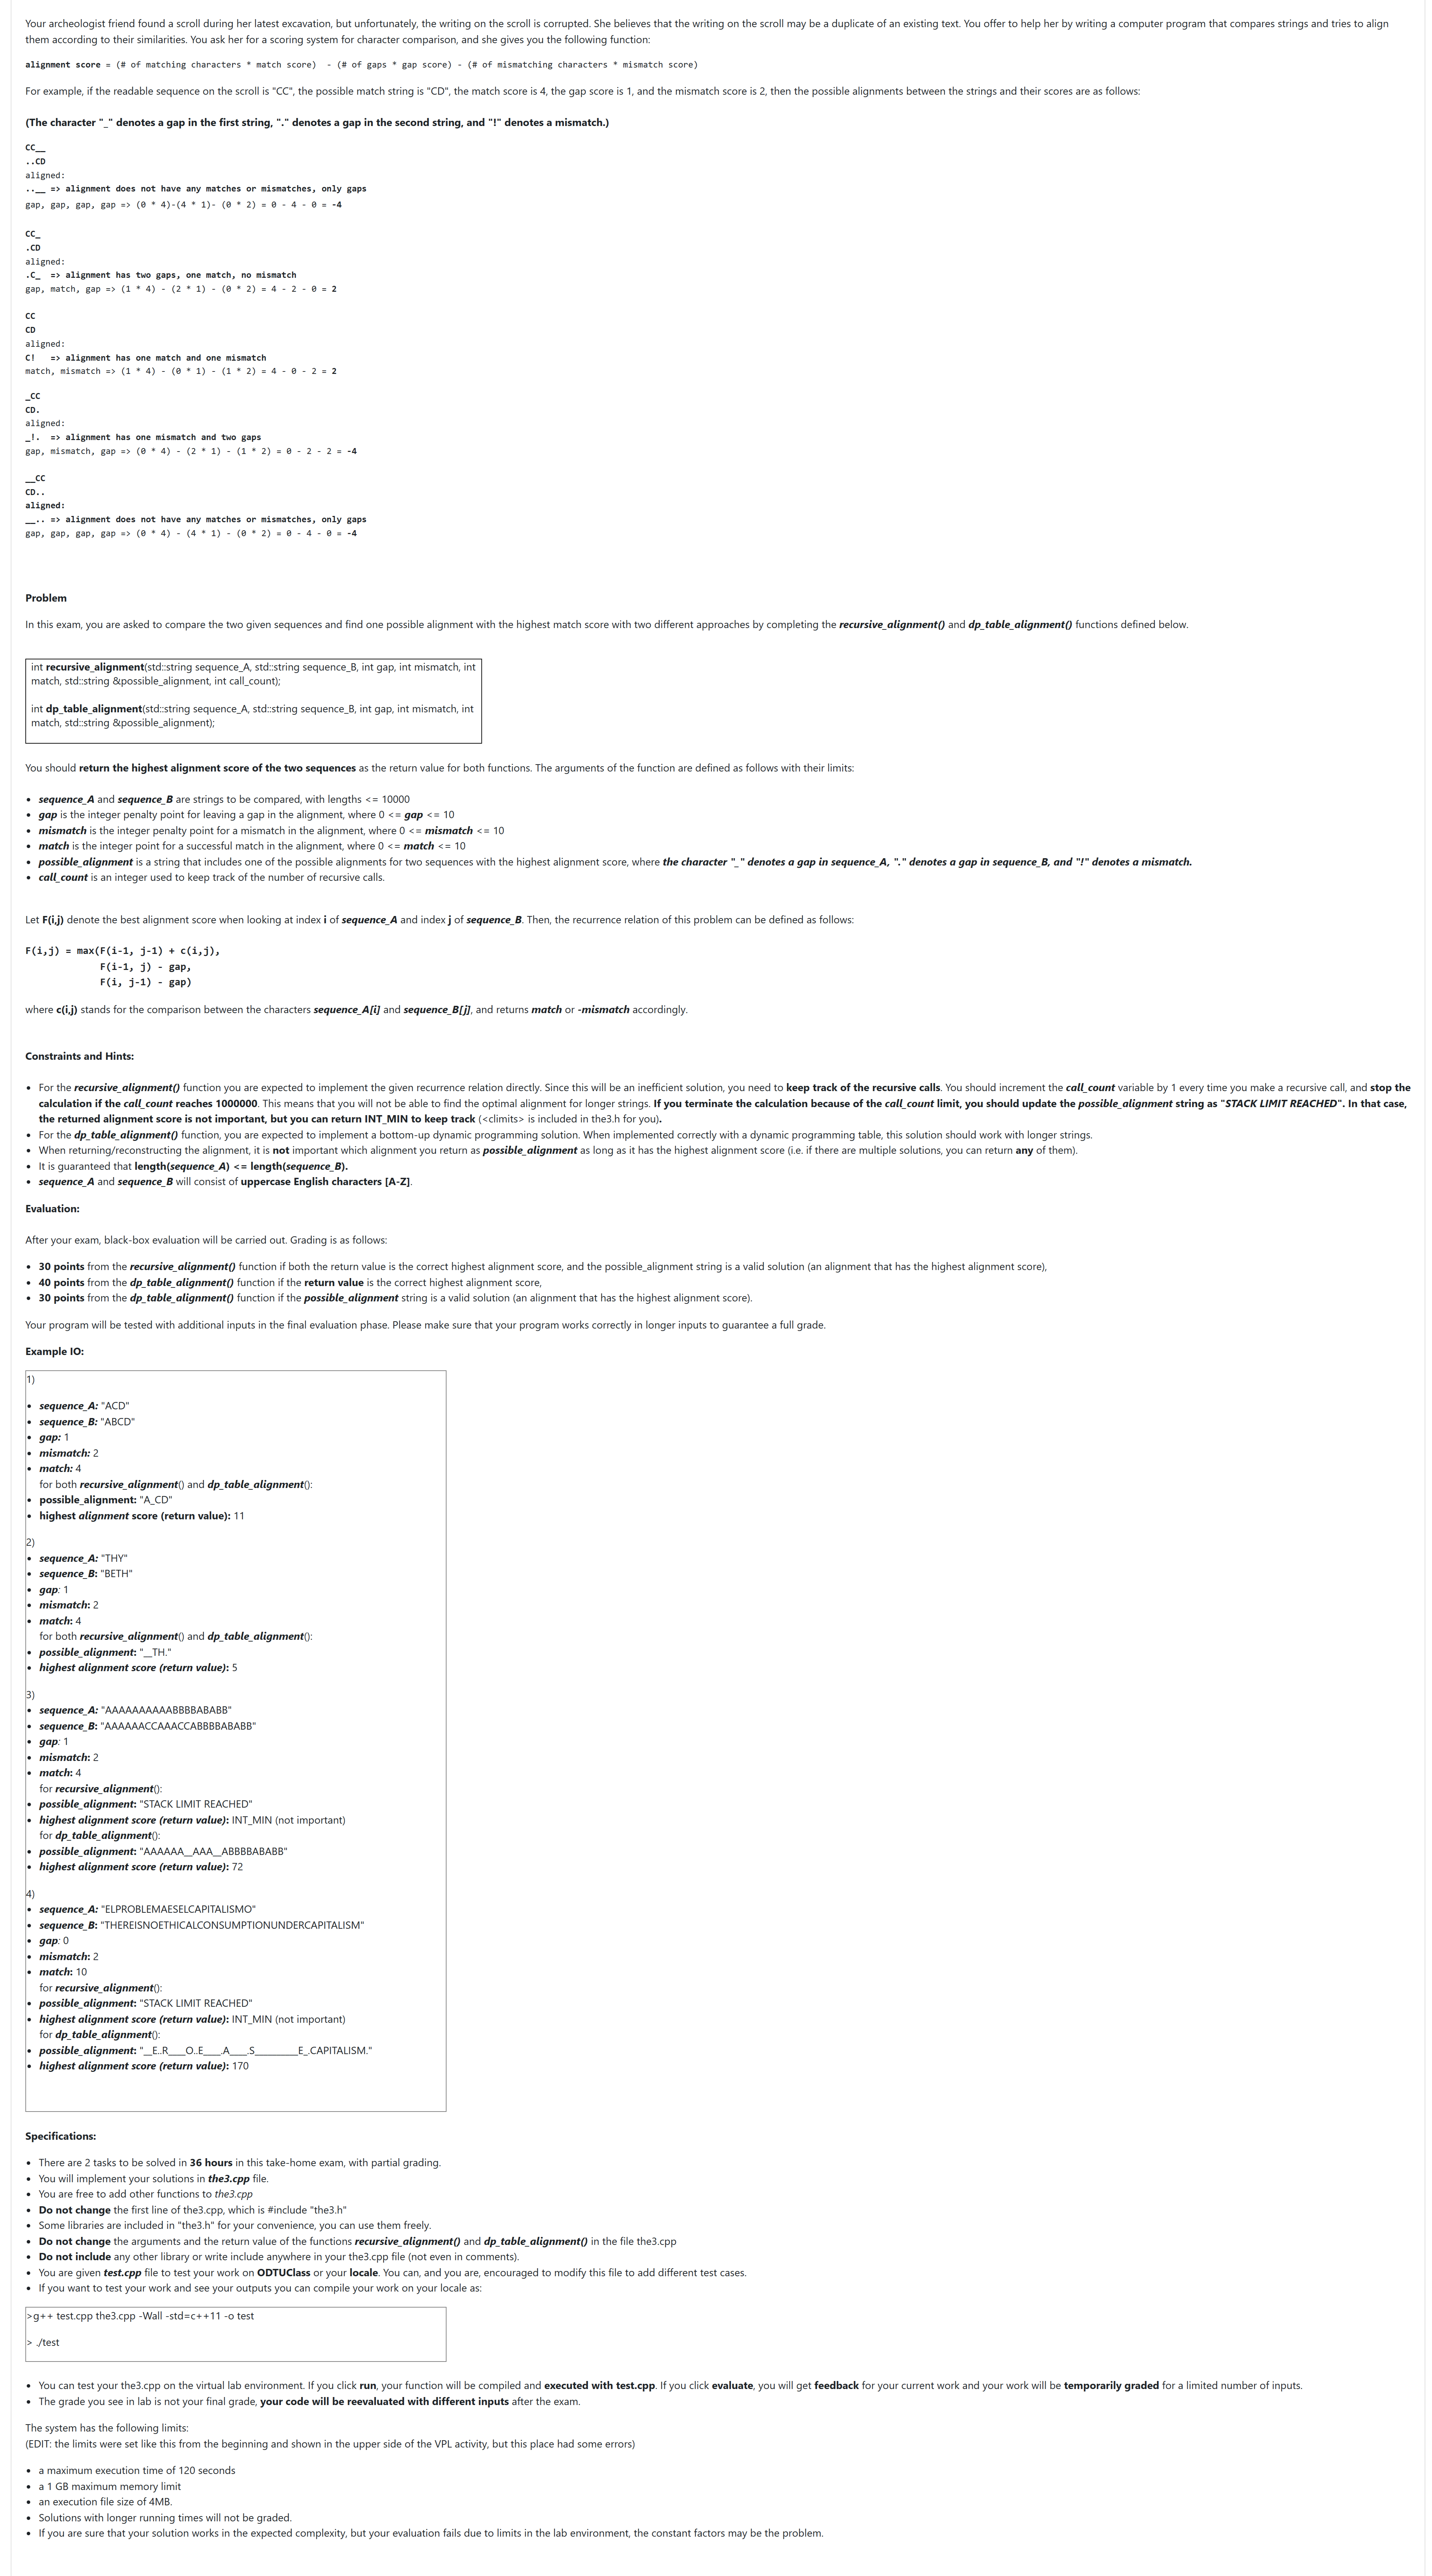 Your archeologist friend found a scroll during her latest excavation, but unfortunately, the writing on the scroll is corrupted. She believes that the writing on the scroll may be a duplicate of an existing text. You offer to help her by writing a computer program that compares strings and tries to align
them according to their similarities. You ask her for a scoring system for character comparison, and she gives you the following function:
alignment score = (# of matching characters * match score)  - (# of gaps * gap score) - (# of mismatching characters * mismatch score)
For example, if the readable sequence on the scroll is "CC", the possible match string is "CD", the match score is 4, the gap score is 1, and the mismatch score is 2, then the possible alignments between the strings and their scores are as follows:
(The character "_" denotes a gap in the first string, "." denotes a gap in the second string, and "!" denotes a mismatch.)
CC__
..CD
aligned:
..__ => alignment does not have any matches or mismatches, only gaps
gap, gap, gap, gap => (0 * 4)-(4 * 1)- (0 * 2) = 0 - 4 - 0 = -4
CC_
.CD
aligned:
.C_  => alignment has two gaps, one match, no mismatch
gap, match, gap => (1 * 4) - (2 * 1) - (0 * 2) = 4 - 2 - 0 = 2
CC
CD
aligned:
C!   => alignment has one match and one mismatch
match, mismatch => (1 * 4) - (0 * 1) - (1 * 2) = 4 - 0 - 2 = 2
_CC
CD.
aligned:
_!.  => alignment has one mismatch and two gaps
gap, mismatch, gap => (0 * 4) - (2 * 1) - (1 * 2) = 0 - 2 - 2 = -4
__CC
CD..
aligned:
__.. => alignment does not have any matches or mismatches, only gaps
gap, gap, gap, gap => (0 * 4) - (4 * 1) - (0 * 2) = 0 - 4 - 0 = -4
Problem
In this exam, you are asked to compare the two given sequences and find one possible alignment with the highest match score with two different approaches by completing the recursive_alignment() and dp_table_alignment() functions defined below.
int recursive_alignment(std::string sequence_A, std::string sequence_B, int gap, int mismatch, int
match, std::string &possible_alignment, int call_count);
int dp_table_alignment(std::string sequence_A, std::string sequence_B, int gap, int mismatch, int
match, std::string &possible_alignment);
You should return the highest alignment score of the two sequences as the return value for both functions. The arguments of the function are defined as follows with their limits:
• sequence_A and sequence_B are strings to be compared, with lengths <= 10000
• gap is the integer penalty point for leaving a gap in the alignment, where 0 <= gap <= 10
• mismatch is the integer penalty point for a mismatch in the alignment, where 0 <= mismatch <= 10
• match is the integer point for a successful match in the alignment, where 0 <= match <= 10
• possible_alignment is a string that includes one of the possible alignments for two sequences with the highest alignment score, where the character "_" denotes a gap in sequence_A, "." denotes a gap in sequence_B, and "!" denotes a mismatch.
• call_count is an integer used to keep track of the number of recursive calls.
Let F(i,j) denote the best alignment score when looking at index i of sequence_A and index j of sequence_B. Then, the recurrence relation of this problem can be defined as follows:
F(i,j) = max(F(i-1, j-1) + c(i,j),
F(i-1, j) - gap,
F(i, j-1) - gap)
where c(i,j) stands for the comparison between the characters sequence_A[i] and sequence_B[j], and returns match or -mismatch accordingly.
Constraints and Hints:
• For the recursive_alignment() function you are expected to implement the given recurrence relation directly. Since this will be an inefficient solution, you need to keep track of the recursive calls. You should increment the call_count variable by 1 every time you make a recursive call, and stop the
calculation if the call_count reaches 1000000. This means that you will not be able to find the optimal alignment for longer strings. If you terminate the calculation because of the call_count limit, you should update the possible_alignment string as "STACK LIMIT REACHED". In that case,
the returned alignment score is not important, but you can return INT_MIN to keep track (<climits> is included in the3.h for you).
• For the dp_table_alignment() function, you are expected to implement a bottom-up dynamic programming solution. When implemented correctly with a dynamic programming table, this solution should work with longer strings.
• When returning/reconstructing the alignment, it is not important which alignment you return as possible_alignment as long as it has the highest alignment score (i.e. if there are multiple solutions, you can return any of them).
• It is guaranteed that length(sequence_A) <= length(sequence_B).
• sequence_A and sequence_B will consist of uppercase English characters [A-Z].
Evaluation:
After your exam, black-box evaluation will be carried out. Grading is as follows:
• 30 points from the recursive_alignment() function if both the return value is the correct highest alignment score, and the possible_alignment string is a valid solution (an alignment that has the highest alignment score),
• 40 points from the dp_table_alignment() function if the return value is the correct highest alignment score,
• 30 points from the dp_table_alignment() function if the possible_alignment string is a valid solution (an alignment that has the highest alignment score).
Your program will be tested with additional inputs in the final evaluation phase. Please make sure that your program works correctly in longer inputs to guarantee a full grade.
Example IO:
1)
• sequence_A: "ACD"
• sequence_B: "ABCD"
• gap: 1
• mismatch: 2
• match: 4
for both recursive_alignment() and dp_table_alignment():
• possible_alignment: "A_CD"
• highest alignment score (return value): 11
2)
• sequence_A: "THY"
• sequence_B: "BETH"
• gap: 1
• mismatch: 2
• match: 4
for both recursive_alignment() and dp_table_alignment():
• possible_alignment: "__TH."
• highest alignment score (return value): 5
3)
• sequence_A: "AAAAAAAAAABBBBABABB"
• sequence_B: "AAAAAACCAAACCABBBBABABB"
• gap: 1
• mismatch: 2
• match: 4
for recursive_alignment():
• possible_alignment: "STACK LIMIT REACHED"
• highest alignment score (return value): INT_MIN (not important)
for dp_table_alignment():
• possible_alignment: "AAAAAA__AAA__ABBBBABABB"
• highest alignment score (return value): 72
4)
• sequence_A: "ELPROBLEMAESELCAPITALISMO"
• sequence_B: "THEREISNOETHICALCONSUMPTIONUNDERCAPITALISM"
• gap: 0
• mismatch: 2
• match: 10
for recursive_alignment():
• possible_alignment: "STACK LIMIT REACHED"
• highest alignment score (return value): INT_MIN (not important)
for dp_table_alignment():
• possible_alignment: "__E..R____O..E____.A____.S__________E_.CAPITALISM."
• highest alignment score (return value): 170
Specifications:
• There are 2 tasks to be solved in 36 hours in this take-home exam, with partial grading.
• You will implement your solutions in the3.cpp file.
• You are free to add other functions to the3.cpp
• Do not change the first line of the3.cpp, which is #include "the3.h"
• Some libraries are included in "the3.h" for your convenience, you can use them freely.
• Do not change the arguments and the return value of the functions recursive_alignment() and dp_table_alignment() in the file the3.cpp
• Do not include any other library or write include anywhere in your the3.cpp file (not even in comments).
• You are given test.cpp file to test your work on ODTUClass or your locale. You can, and you are, encouraged to modify this file to add different test cases.
• If you want to test your work and see your outputs you can compile your work on your locale as:
>g++ test.cpp the3.cpp -Wall -std=c++11 -o test
> ./test
• You can test your the3.cpp on the virtual lab environment. If you click run, your function will be compiled and executed with test.cpp. If you click evaluate, you will get feedback for your current work and your work will be temporarily graded for a limited number of inputs.
• The grade you see in lab is not your final grade, your code will be reevaluated with different inputs after the exam.
The system has the following limits:
(EDIT: the limits were set like this from the beginning and shown in the upper side of the VPL activity, but this place had some errors)
• a maximum execution time of 120 seconds
• a 1 GB maximum memory limit
• an execution file size of 4MB.
• Solutions with longer running times will not be graded.
• If you are sure that your solution works in the expected complexity, but your evaluation fails due to limits in the lab environment, the constant factors may be the problem.